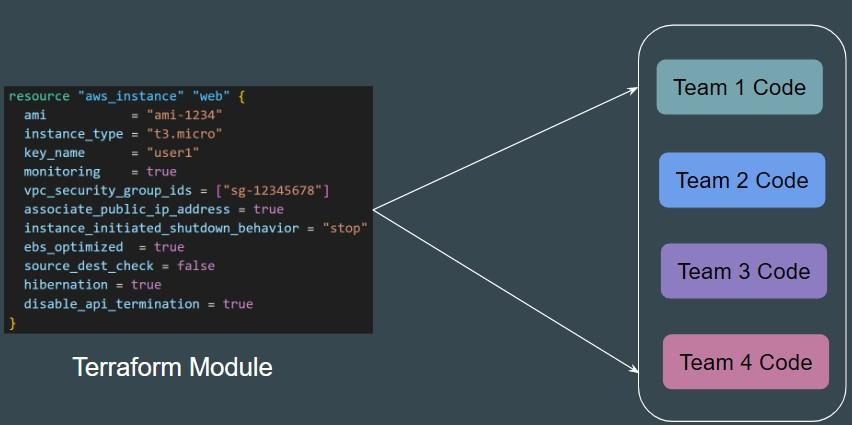 resource "aws_instance" "web" {
  ami           = "ami-1234"
  instance_type = "t3.micro"
  key_name      = "user1"
  monitoring    = true
  vpc_security_group_ids = ["sg-12345678"]
  associate_public_ip_address = true
  instance_initiated_shutdown_behavior = "stop"
  ebs_optimized  = true
  source_dest_check = false
  hibernation = true
  disable_api_termination = true
}
Terraform Module
Team 1 Code
Team 2 Code
Team 3 Code
Team 4 Code